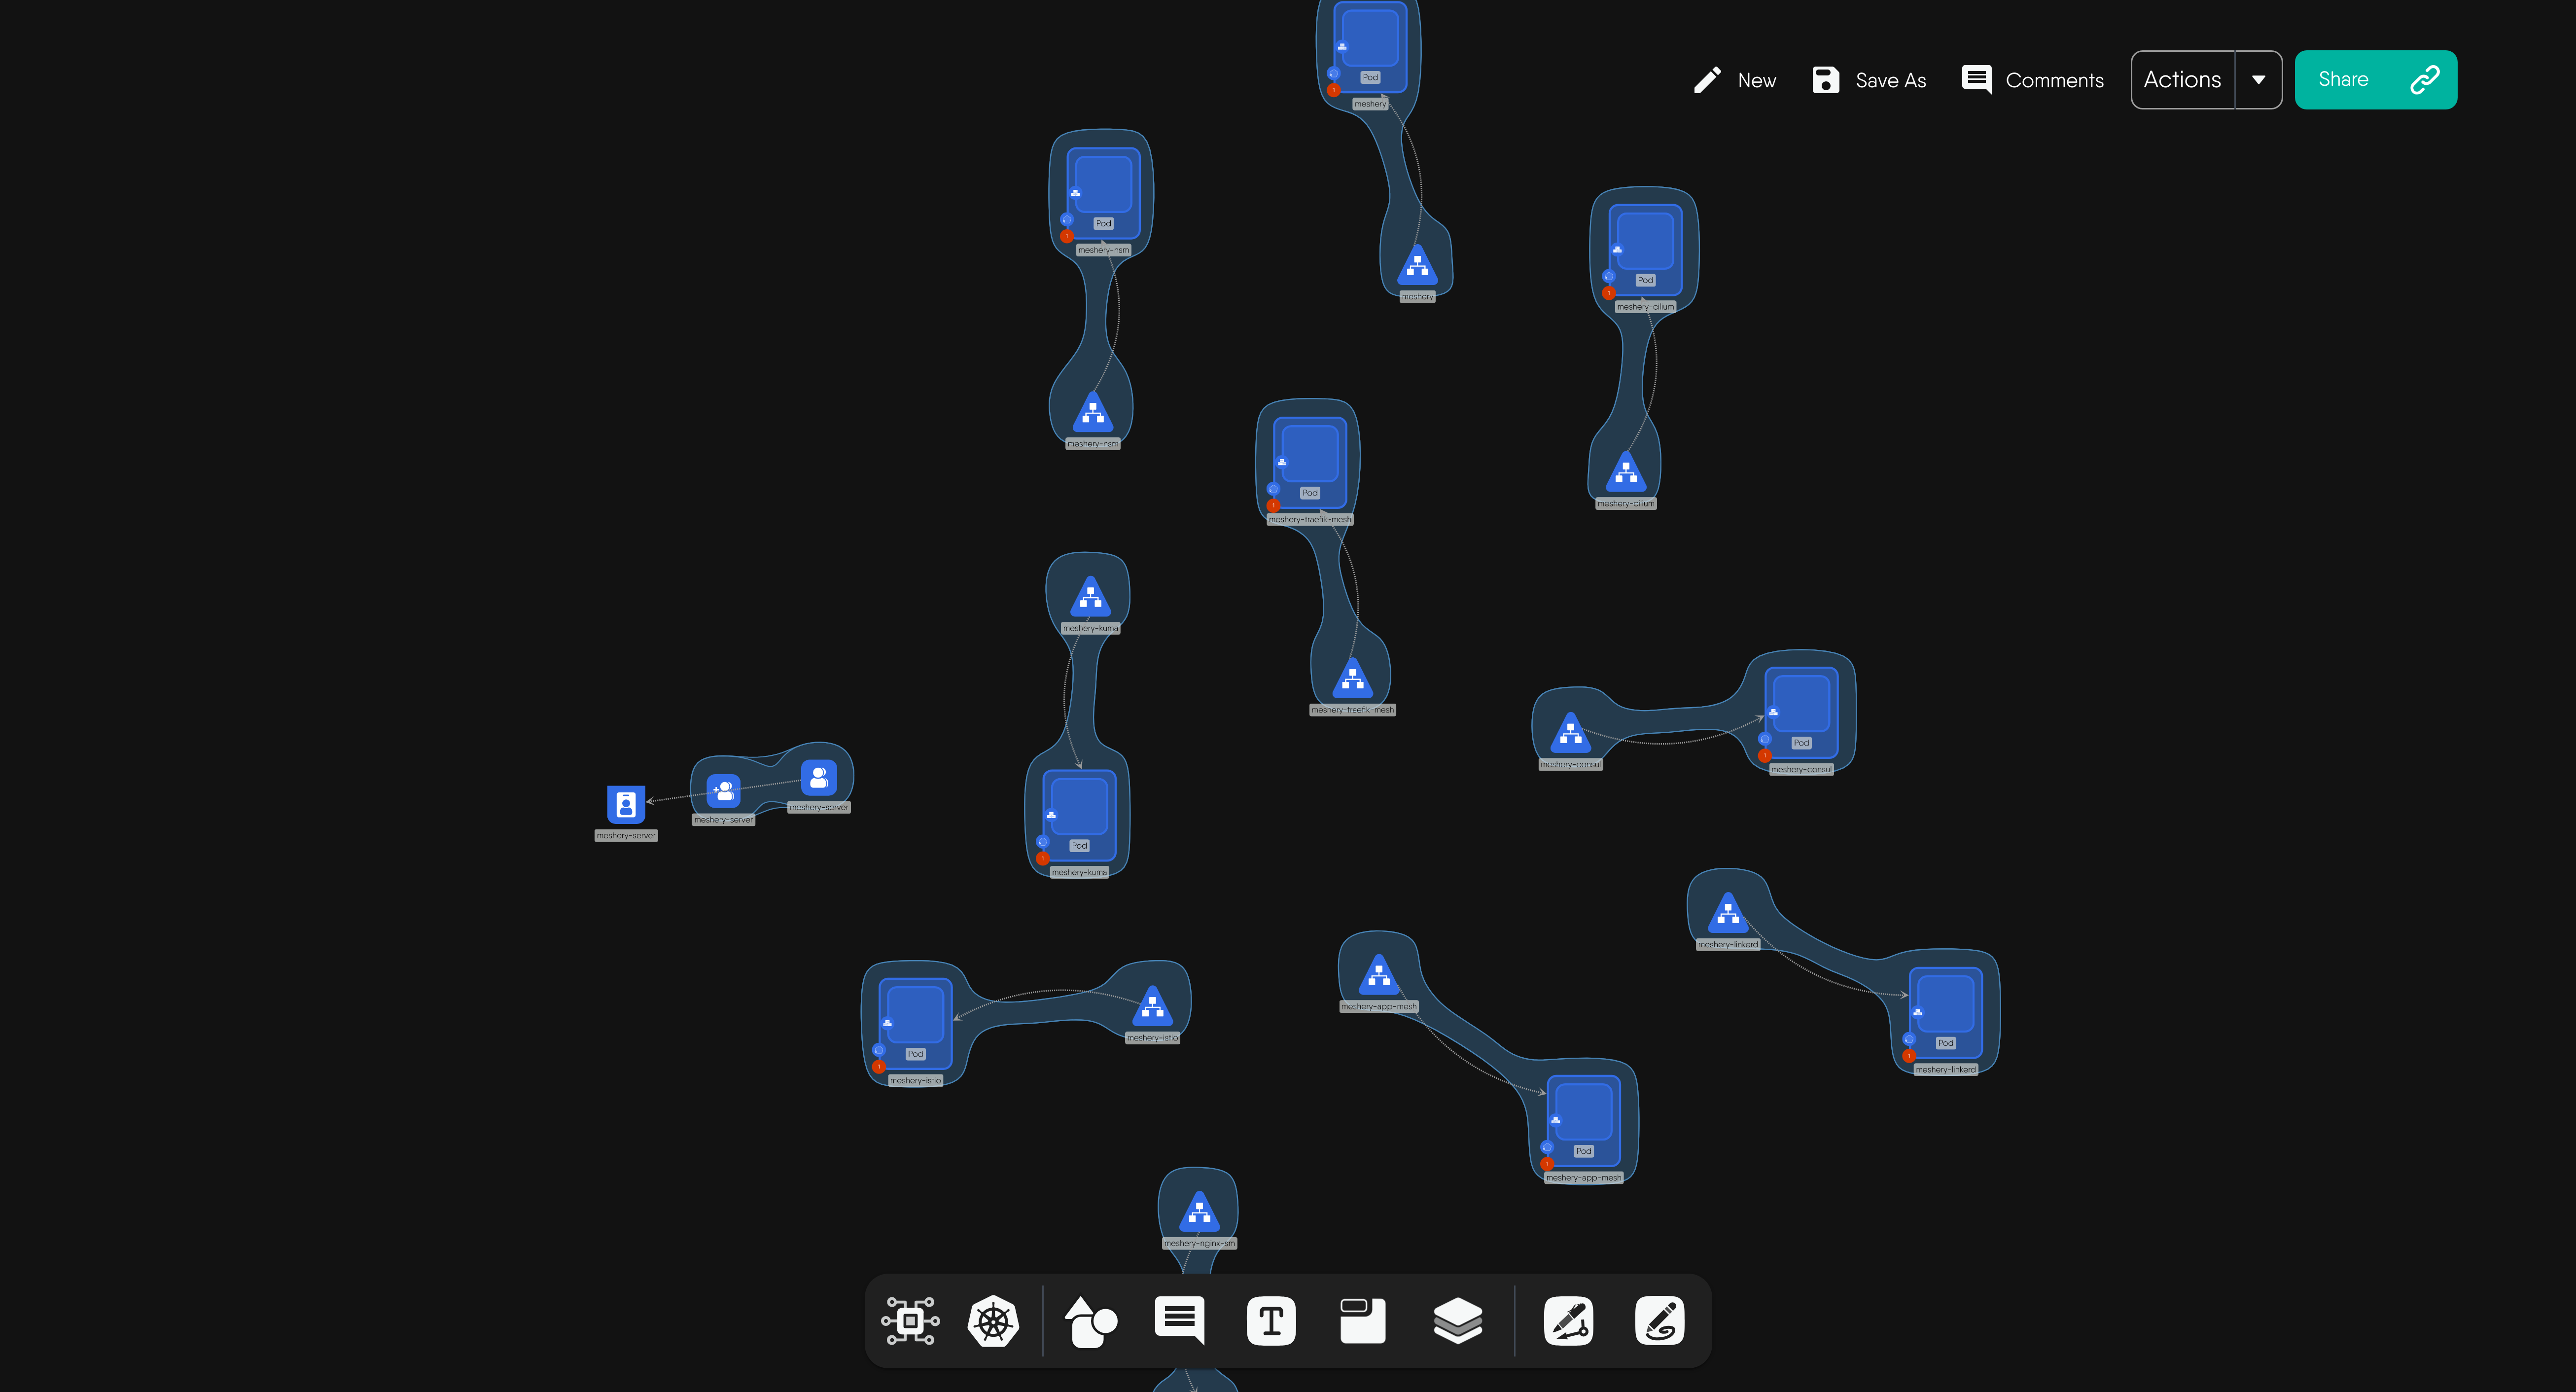 Pod
meshery
New
Save As
Comments
Actions
Share
Pod
meshery-nsm
meshery
Pod
meshery-cilium
meshery-nsm
Pod
meshery-traefik-mesh
meshery-cilium
meshery-kuma
meshery-traefik-mesh
Pod
meshery-consul
meshery-consul
meshery-server
meshery-server
meshery-server
Pod
meshery-kuma
meshery-linkerd
meshery-app-mesh
meshery-istio
Pod
meshery-istio
Pod
meshery-linkerd
Pod
meshery-app-mesh
meshery-nginx-sm
T